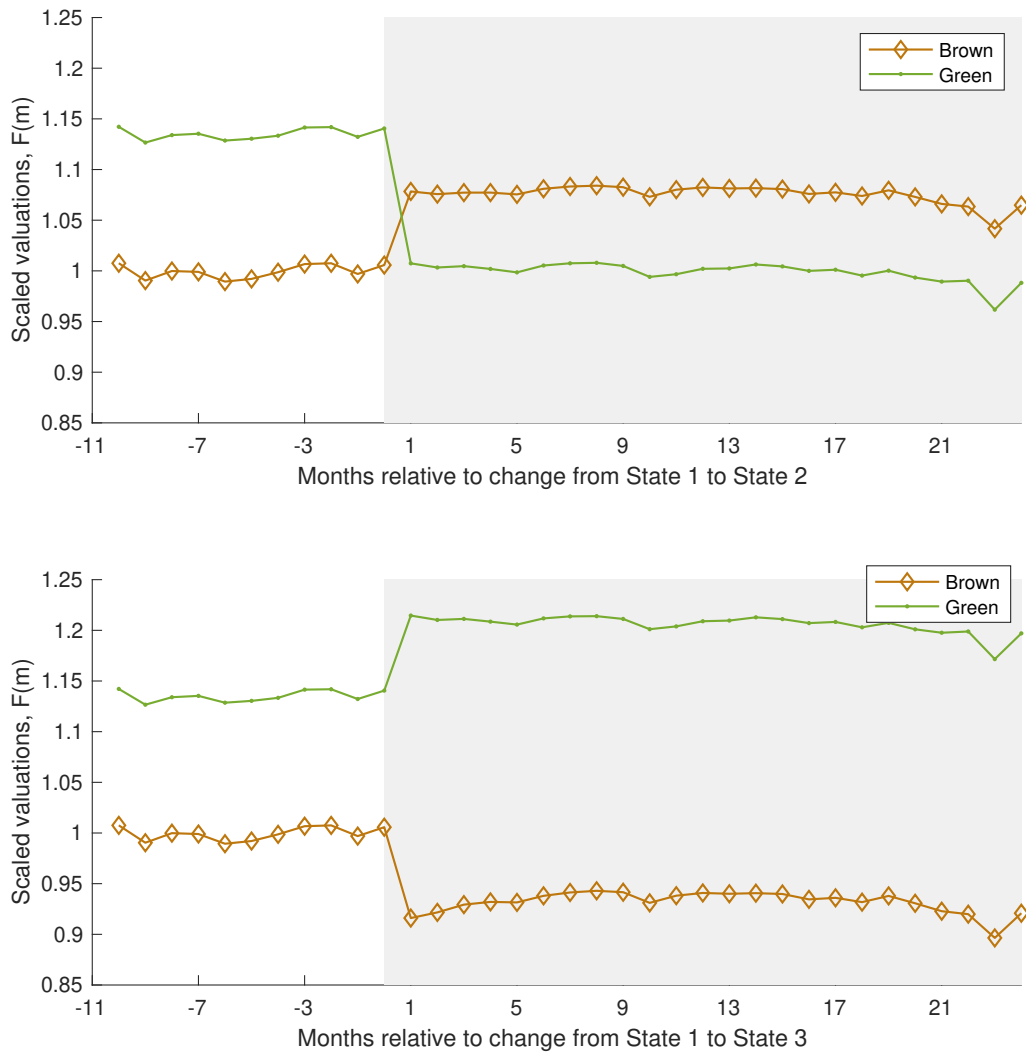 1.25
1.2
1.15
1.1
1.05
1
0.95
0.9
0.85
Scaled valuations, F(m)
Brown
Green
-11 -7 -3 1 5 9 13 17 21
Months relative to change from State 1 to State 2
1.25
1.2
1.15
1.1
1.05
1
0.95
0.9
0.85
Scaled valuations, F(m)
Brown
Green
-11 -7 -3 1 5 9 13 17 21
Months relative to change from State 1 to State 3